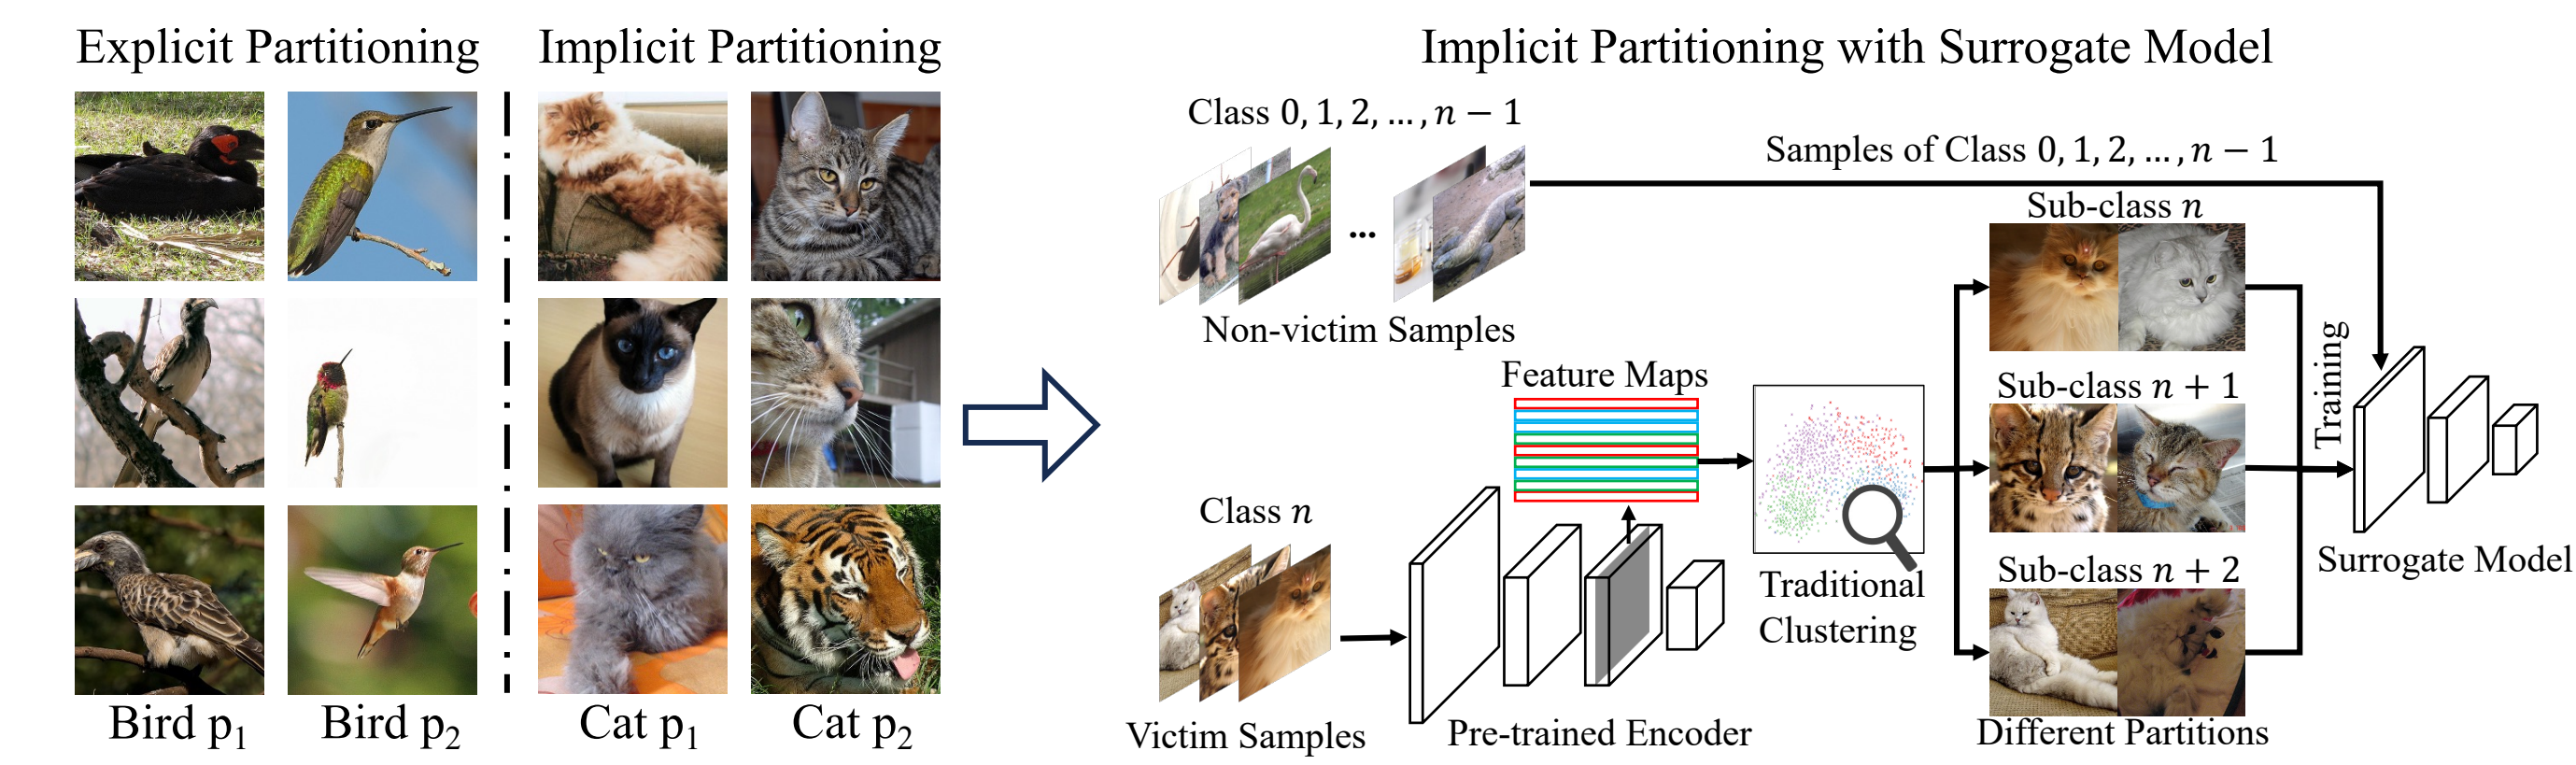 Explicit Partitioning
Implicit Partitioning
Bird p₁
Bird p₂
Cat p₁
Cat p₂
Implicit Partitioning with Surrogate Model
Class 0, 1, 2, ..., n − 1
Samples of Class 0, 1, 2, ..., n − 1
...
Non-victim Samples
Feature Maps
Class n
Victim Samples
Pre-trained Encoder
Traditional
Clustering
Sub-class n
Sub-class n + 1
Sub-class n + 2
Different Partitions
Training
Surrogate Model